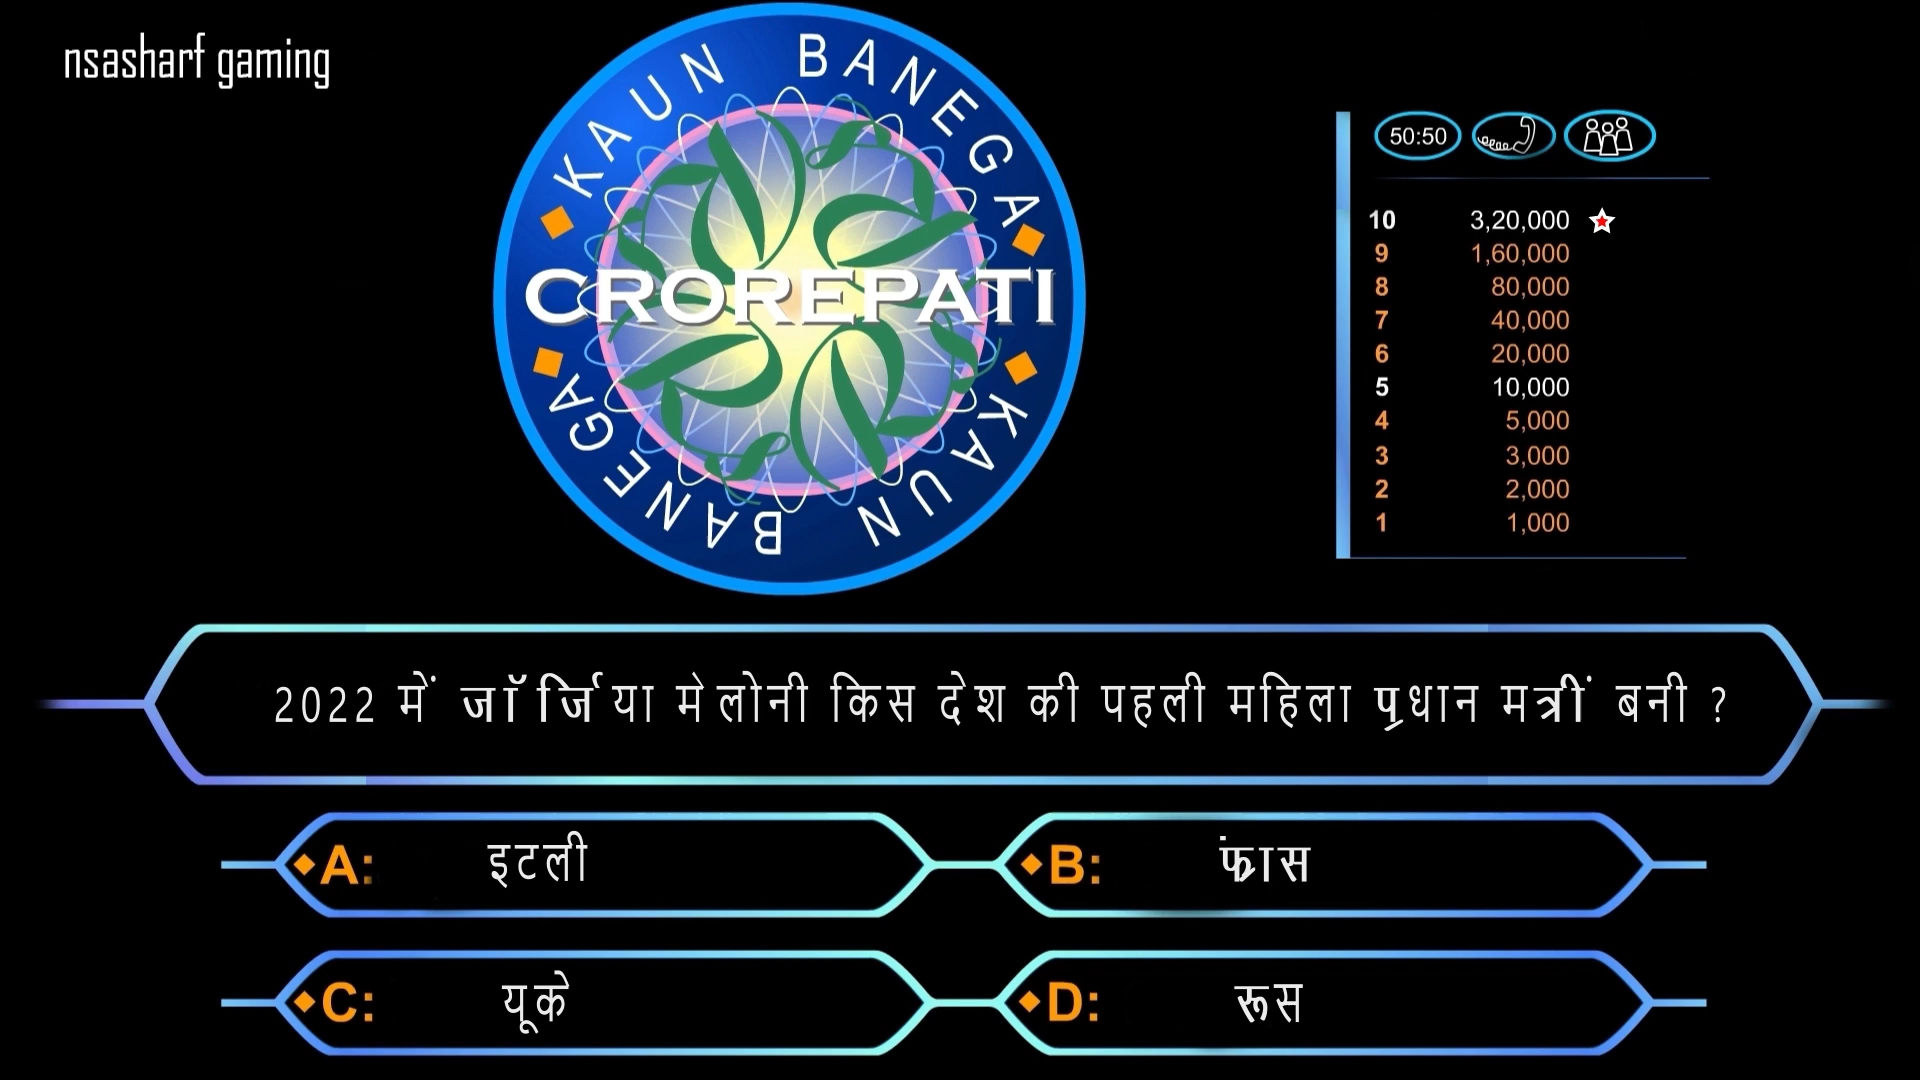 nsasharf gaming
KAUN BANEGA
CROREPATI
KAUN BANEGA
50:50
10 3,20,000
9 1,60,000
8 80,000
7 40,000
6 20,000
5 10,000
4 5,000
3 3,000
2 2,000
1 1,000
2022 में जॉर्जिया मेलोनी किस देश की पहली महिला प्रधान मत्रीं बनी ?
A: इटली
B: फ्रांस
C: यूके
D: रूस